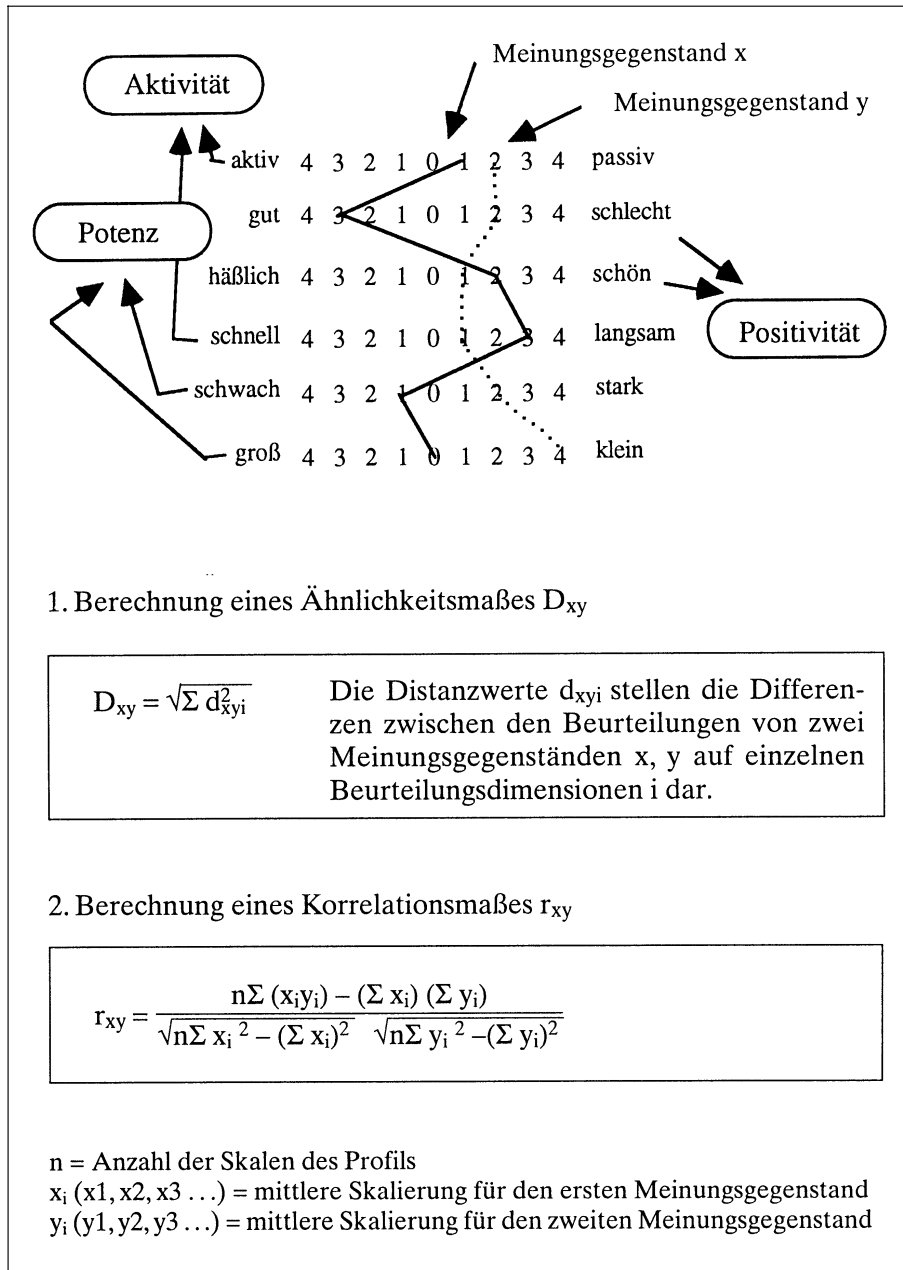 Meinungsgegenstand x
Aktivität
Meinungsgegenstand y
aktiv 4 3 2 1 0 1 2 3 4 passiv
gut 4 3 2 1 0 1 2 3 4 schlecht
Potenz
häßlich 4 3 2 1 0 1 2 3 4 schön
schnell 4 3 2 1 0 1 2 3 4 langsam
Positivität
schwach 4 3 2 1 0 1 2 3 4 stark
groß 4 3 2 1 0 1 2 3 4 klein
1. Berechnung eines Ähnlichkeitsmaßes Dxy
Dxy = √Σ d²xyi
Die Distanzwerte dxyi stellen die Differen-
zen zwischen den Beurteilungen von zwei
Meinungsgegenständen x, y auf einzelnen
Beurteilungsdimensionen i dar.
2. Berechnung eines Korrelationsmaßes rxy
nΣ (xiyi) – (Σ xi) (Σ yi)
rxy =
√nΣ xi ² – (Σ xi)² √nΣ yi ² –(Σ yi)²
n = Anzahl der Skalen des Profils
xi (x1, x2, x3 ...) = mittlere Skalierung für den ersten Meinungsgegenstand
yi (y1, y2, y3 ...) = mittlere Skalierung für den zweiten Meinungsgegenstand